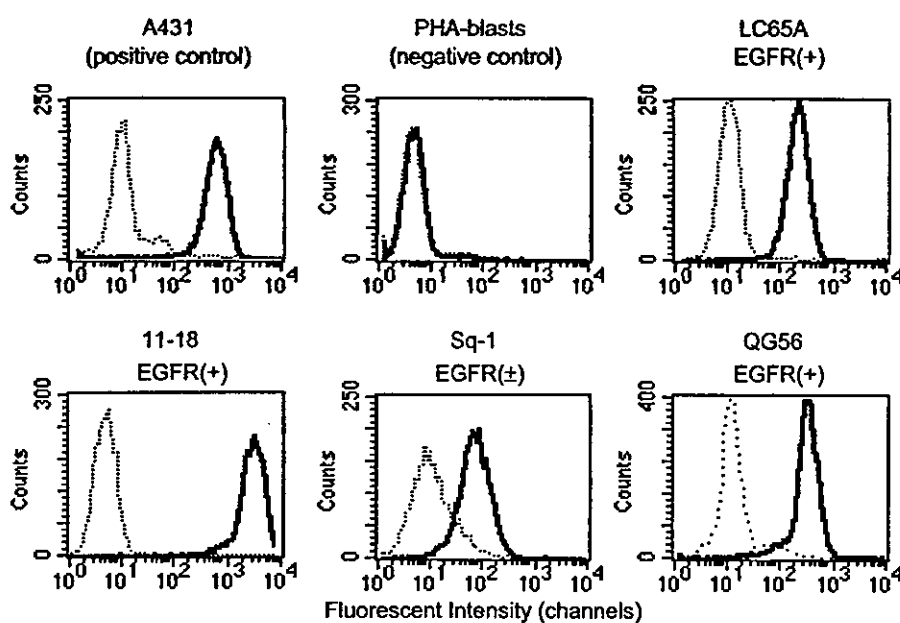 A431
(positive control)
PHA-blasts
(negative control)
LC65A
EGFR(+)
250
Counts
0
10^0 10^1 10^2 10^3 10^4
300
Counts
0
10^0 10^1 10^2 10^3 10^4
250
Counts
0
10^0 10^1 10^2 10^3 10^4
11-18
EGFR(+)
Sq-1
EGFR(±)
QG56
EGFR(+)
300
Counts
0
10^0 10^1 10^2 10^3 10^4
250
Counts
0
10^0 10^1 10^2 10^3 10^4
400
Counts
0
10^0 10^1 10^2 10^3 10^4
Fluorescent Intensity (channels)